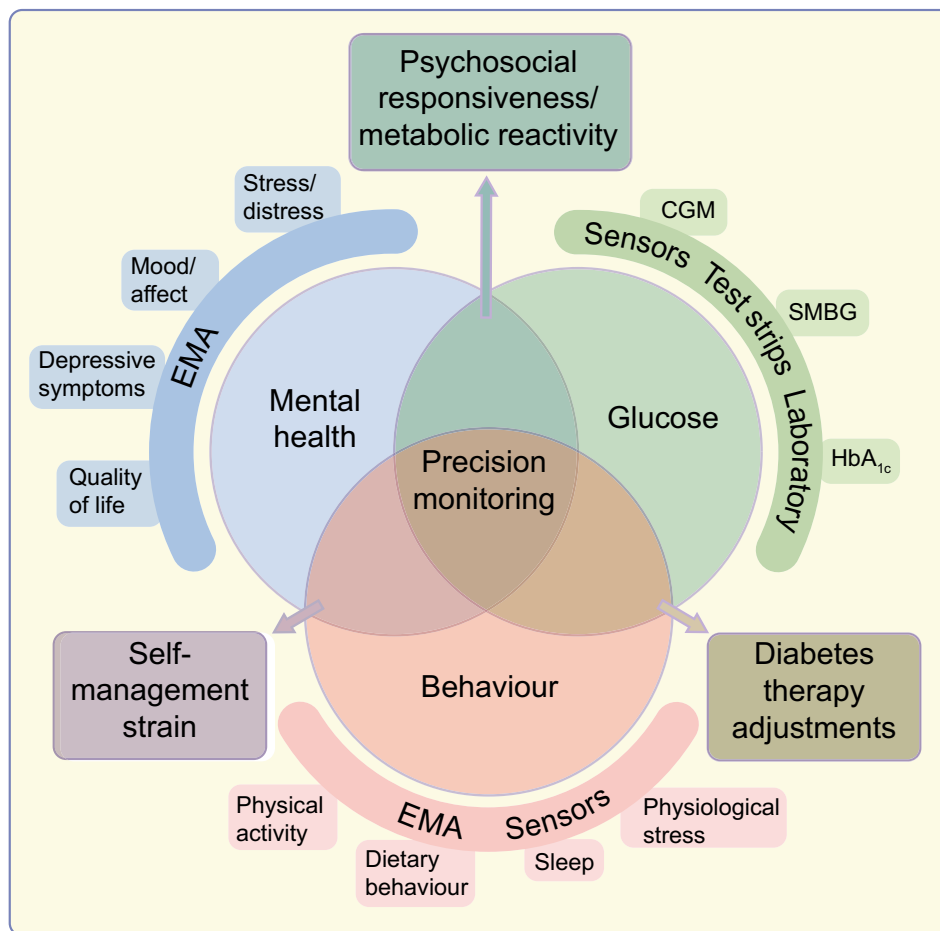 Psychosocial
responsiveness/
metabolic reactivity
Stress/
distress
Mood/
affect
Depressive
symptoms
Quality
of life
EMA
CGM
SMBG
HbA1c
Sensors Test strips Laboratory
Mental
health
Glucose
Precision
monitoring
Behaviour
Self-
management
strain
Diabetes
therapy
adjustments
EMA Sensors
Physical
activity
Dietary
behaviour
Sleep
Physiological
stress